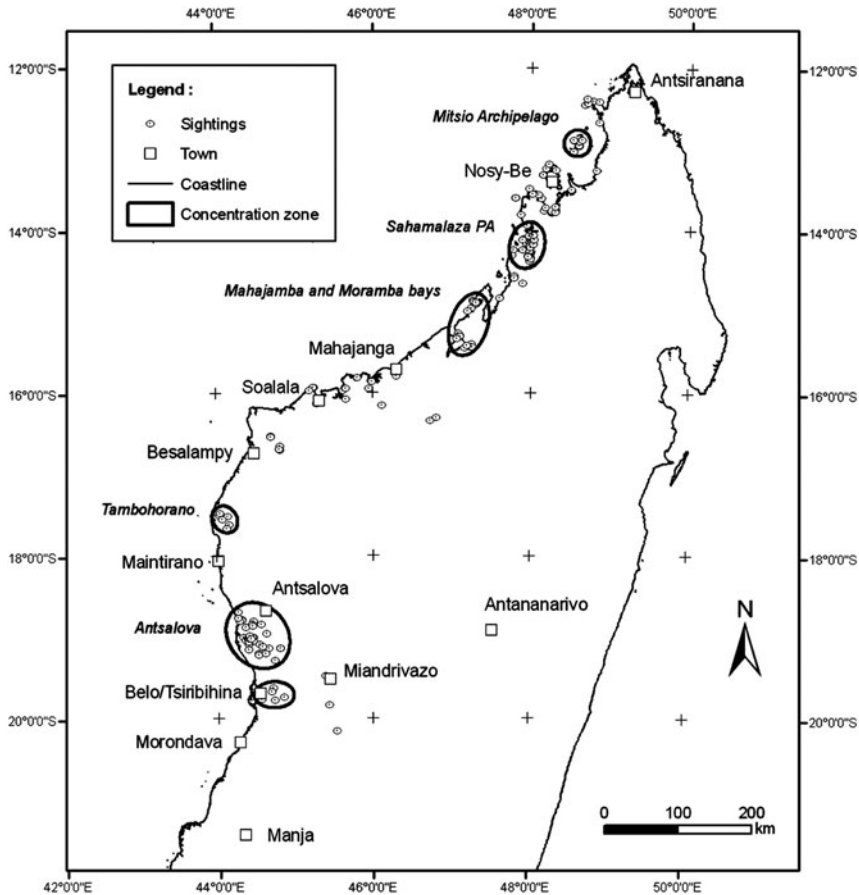 44°0'0"E 46°0'0"E 48°0'0"E 50°0'0"E
12°0'0"S 12°0'0"S
Legend :
Sightings
Town
Coastline
Concentration zone
Antsiranana
Mitsio Archipelago
Nosy-Be
Sahamalaza PA
14°0'0"S 14°0'0"S
Mahajamba and Moramba bays
Mahajanga
Soalala
16°0'0"S 16°0'0"S
Besalampy
Tambohorano
18°0'0"S 18°0'0"S
Maintirano
Antsalova
Antananarivo
Antsalova
N
Miandrivazo
Belo/Tsiribihina
20°0'0"S 20°0'0"S
Morondava
Manja
0 100 200
km
42°0'0"E 44°0'0"E 46°0'0"E 48°0'0"E 50°0'0"E